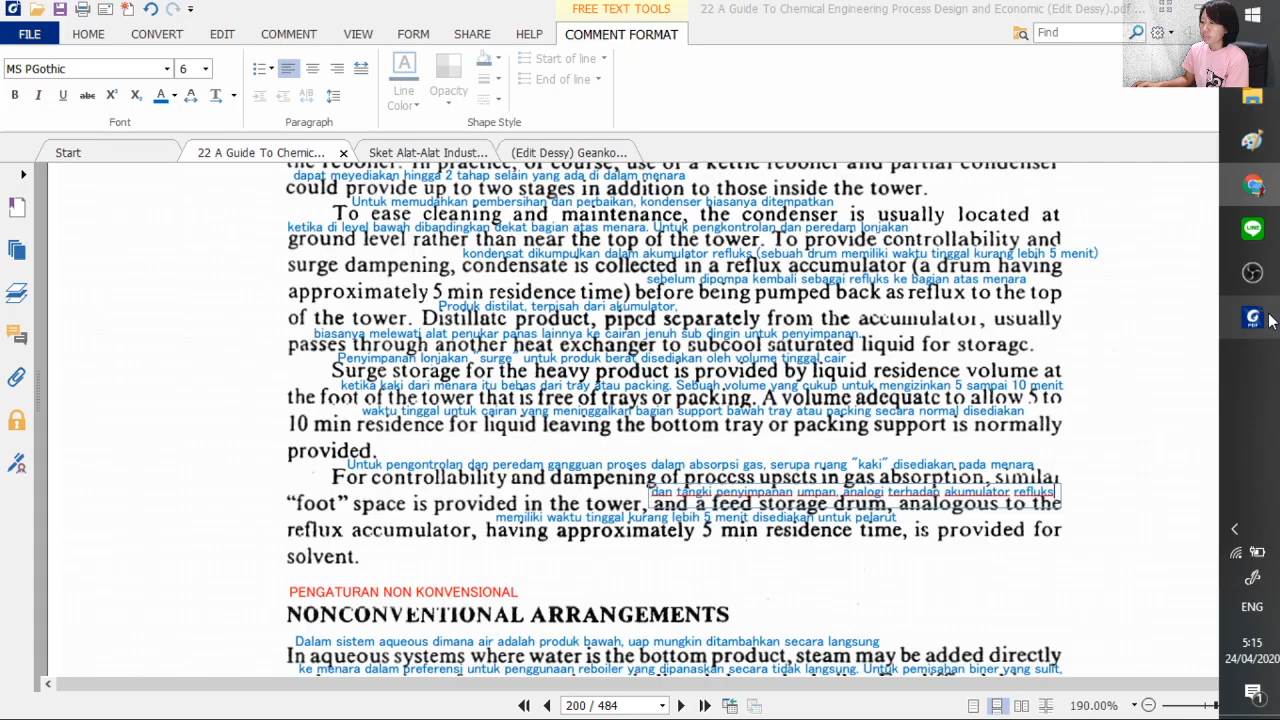 FREE TEXT TOOLS
22 A Guide To Chemical Engineering Process Design and Economic (Edit Dessy).pdf ...
FILE
HOME
CONVERT
EDIT
COMMENT
VIEW
FORM
SHARE
HELP
COMMENT FORMAT
Find
MS PGothic
6
Line Color
Opacity
Start of line
End of line
Font
Paragraph
Shape Style
Start
22 A Guide To Chemic...
Sket Alat-Alat Indust...
(Edit Dessy) Geanko...
the reboiler. In practice, of course, use of a kettle reboiler and partial condenser
dapat meyediakan hingga 2 tahap selain yang ada di dalam menara
could provide up to two stages in addition to those inside the tower.
Untuk memudahkan pembersihan dan perbaikan, kondenser biasanya ditempatkan
To ease cleaning and maintenance, the condenser is usually located at
ketika di level bawah dibandingkan dekat bagian atas menara. Untuk pengkontrolan dan peredam lonjakan
ground level rather than near the top of the tower. To provide controllability and
kondensat dikumpulkan dalam akumulator refluks (sebuah drum memiliki waktu tinggal kurang lebih 5 menit)
surge dampening, condensate is collected in a reflux accumulator (a drum having
sebelum dipompa kembali sebagai refluks ke bagian atas menara
approximately 5 min residence time) before being pumped back as reflux to the top
Produk distilat, terpisah dari akumulator,
of the tower. Distillate product, piped separately from the accumulator, usually
biasanya melewati alat penukar panas lainnya ke cairan jenuh sub dingin untuk penyimpanan.
passes through another heat exchanger to subcool saturated liquid for storage.
Penyimpanan lonjakan "surge" untuk produk berat disediakan oleh volume tinggal cair
Surge storage for the heavy product is provided by liquid residence volume at
ketika kaki dari menara itu bebas dari tray atau packing. Sebuah volume yang cukup untuk mengizinkan 5 sampai 10 menit
the foot of the tower that is free of trays or packing. A volume adequate to allow 5 to
waktu tinggal untuk cairan yang meninggalkan bagian support bawah tray atau packing secara normal disediakan
10 min residence for liquid leaving the bottom tray or packing support is normally
provided.
Untuk pengontrolan dan peredam gangguan proses dalam absorpsi gas, serupa ruang "kaki" disediakan pada menara
For controllability and dampening of process upsets in gas absorption, similar
dan tangki penyimpanan umpan, analogi terhadap akumulator refluks
“foot” space is provided in the tower, and a feed storage drum, analogous to the
memiliki waktu tinggal kurang lebih 5 menit disediakan untuk pelarut
reflux accumulator, having approximately 5 min residence time, is provided for
solvent.
PENGATURAN NON KONVENSIONAL
NONCONVENTIONAL ARRANGEMENTS
Dalam sistem aqueous dimana air adalah produk bawah, uap mungkin ditambahkan secara langsung
In aqueous systems where water is the bottom product, steam may be added directly
ke menara dalam preferensi untuk penggunaan reboiler yang dipanaskan secara tidak langsung. Untuk pemisahan biner yang sulit,
200 / 484
190.00%
ENG
5:15
24/04/2020